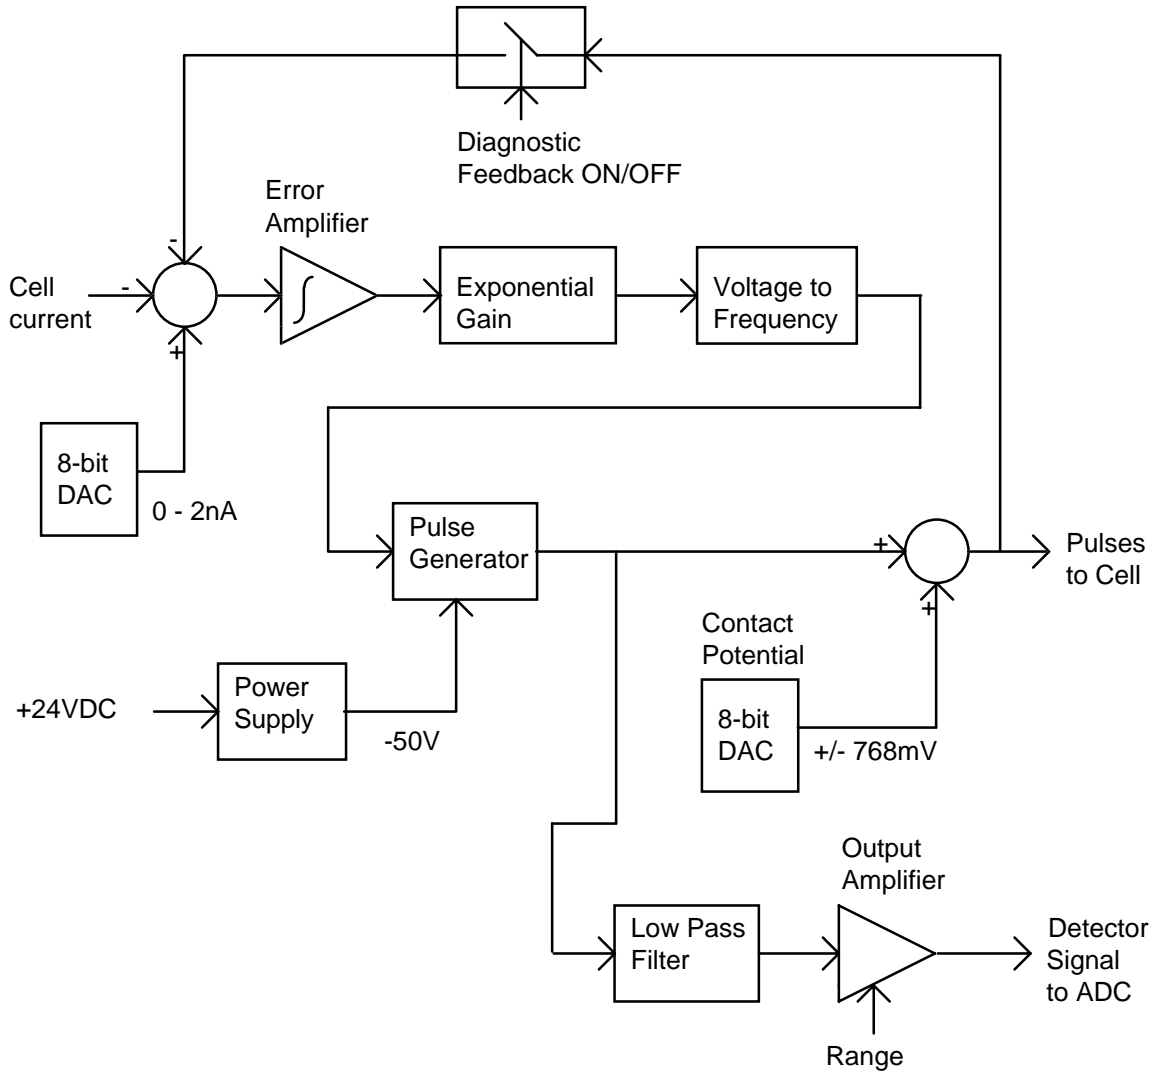 Diagnostic
Feedback ON/OFF
Error
Amplifier
-
Cell
current
-
+
Exponential
Gain
Voltage to
Frequency
8-bit
DAC
0 - 2nA
Pulse
Generator
+
+
Pulses
to Cell
Contact
Potential
+24VDC
Power
Supply
-50V
8-bit
DAC
+/- 768mV
Output
Amplifier
Low Pass
Filter
Detector
Signal
to ADC
Range